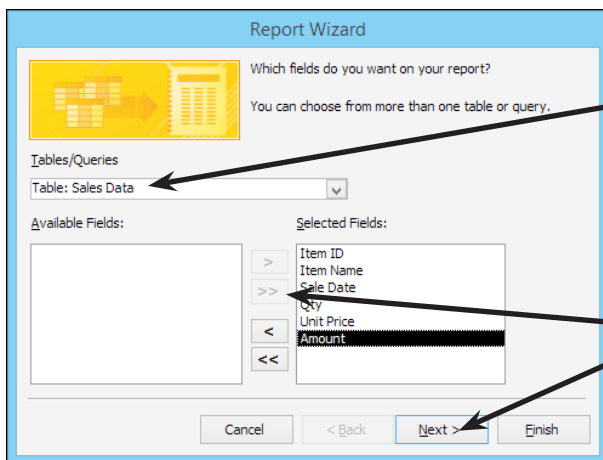 Report Wizard
Which fields do you want on your report?
You can choose from more than one table or query.
Tables/Queries
Table: Sales Data
Available Fields:
Selected Fields:
>
>>
<
<<
Item ID
Item Name
Sale Date
Qty
Unit Price
Amount
Cancel
< Back
Next >
Finish